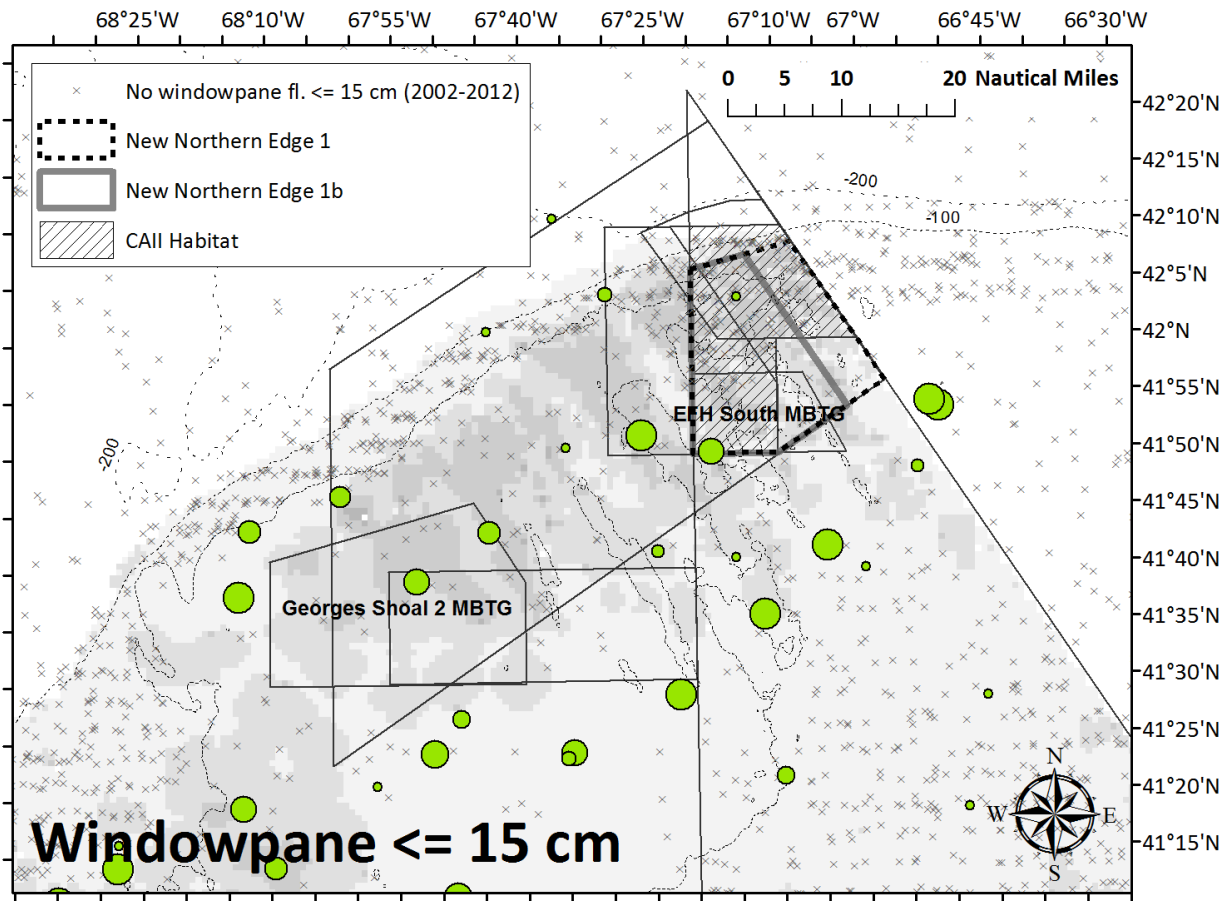 68°25'W 68°10'W 67°55'W 67°40'W 67°25'W 67°10'W 67°W 66°45'W 66°30'W
0 5 10 20 Nautical Miles
No windowpane fl. <= 15 cm (2002-2012)
New Northern Edge 1
New Northern Edge 1b
CAII Habitat
42°20'N
42°15'N
42°10'N
42°5'N
42°N
41°55'N
41°50'N
41°45'N
41°40'N
41°35'N
41°30'N
41°25'N
41°20'N
41°15'N
-200
-100
-200
EFH South MBTG
Georges Shoal 2 MBTG
N
W E
S
Windowpane <= 15 cm